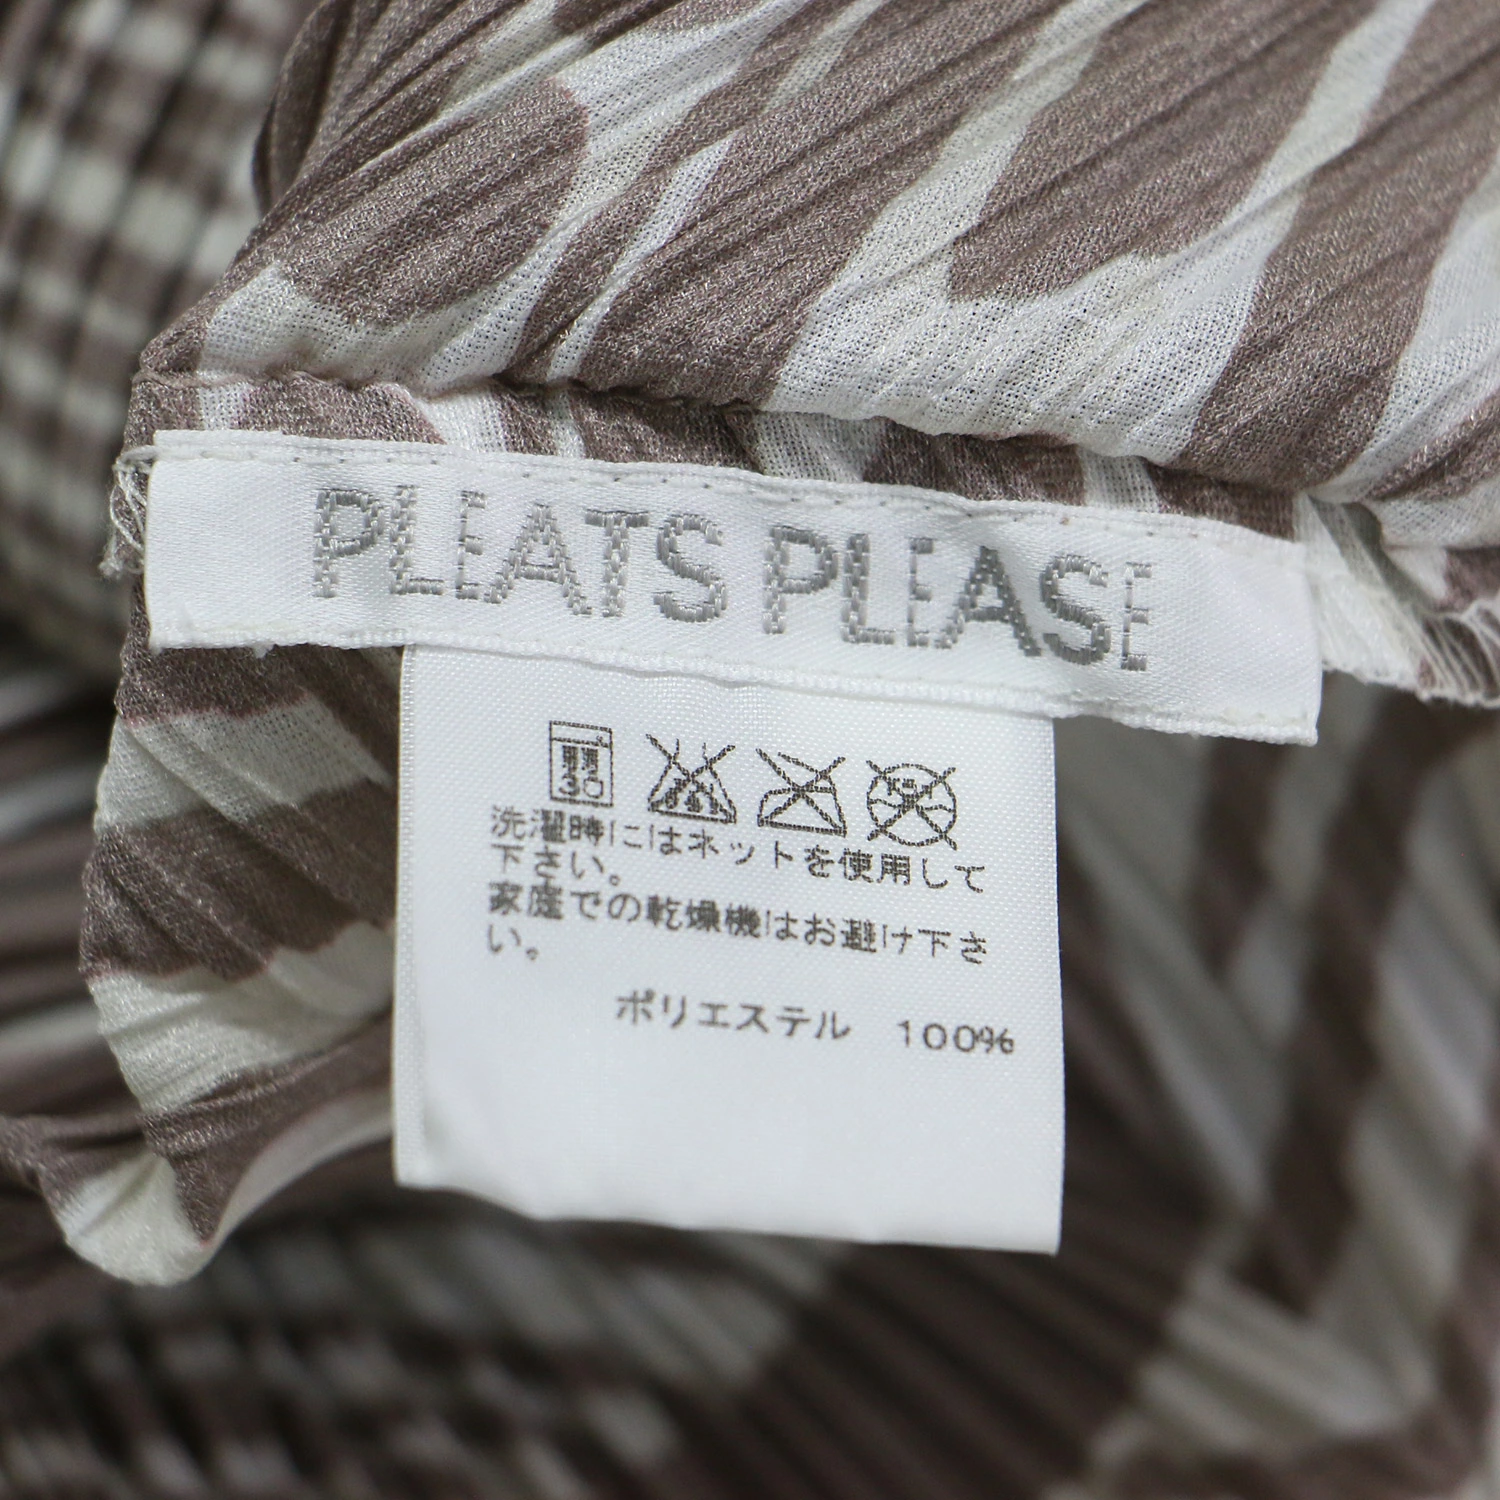 PLEATS PLEASE
弱
30
洗濯時にはネットを使用して
下さい。
家庭での乾燥機はお避け下さ
い。
ポリエステル 100%